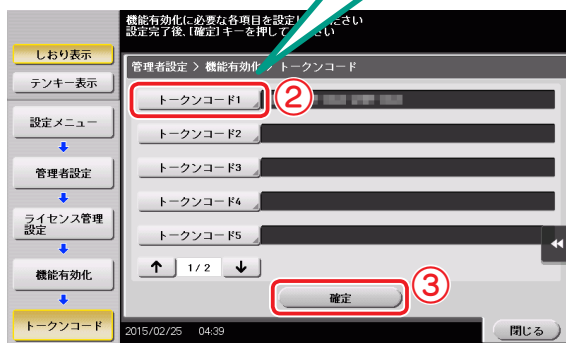 機能有効化に必要な各項目を設定し
さい
設定完了後、[確定]キーを押して
い
しおり表示
テンキー表示
設定メニュー
管理者設定
ライセンス管理
設定
機能有効化
トークンコード
管理者設定 > 機能有効化 > トークンコード
トークンコード1
②
トークンコード2
トークンコード3
トークンコード4
トークンコード5
↑ 1/2 ↓
確定
③
2015/02/25 04:39
閉じる